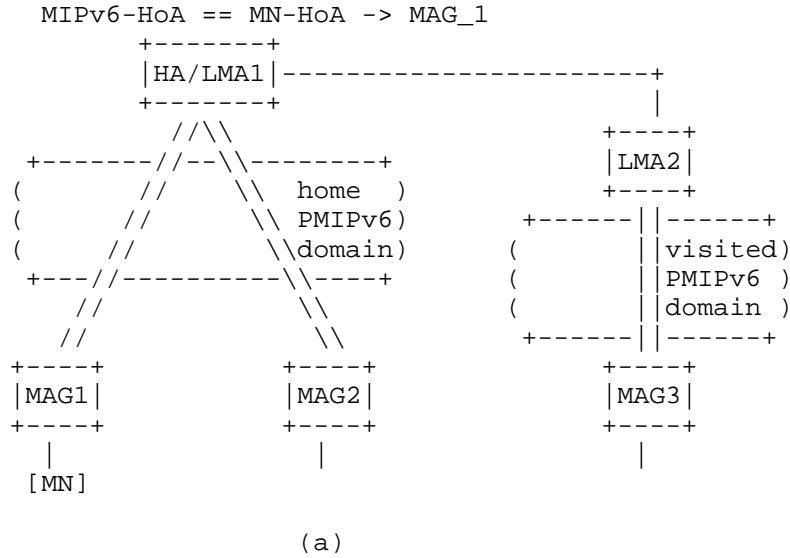 MIPv6-HoA == MN-HoA -> MAG_1
                  +-------+
                  |HA/LMA1|-----------------------+
                  +-------+                       |
                     //\\                      +----+
   +-------//--\\--------+                     |LMA2|
  (       //    \\  home  )                    +----+
  (      //      \\ PMIPv6)               +------||------+
  (     //        \\domain)              (       ||visited)
   +---//----------\\----+               (       ||PMIPv6 )
      //            \\                   (       ||domain )
     //              \\                   +------||------+
  +----+           +----+                      +----+
  |MAG1|           |MAG2|                      |MAG3|
  +----+           +----+                      +----+
    |                |                           |
   [MN]
                    (a)